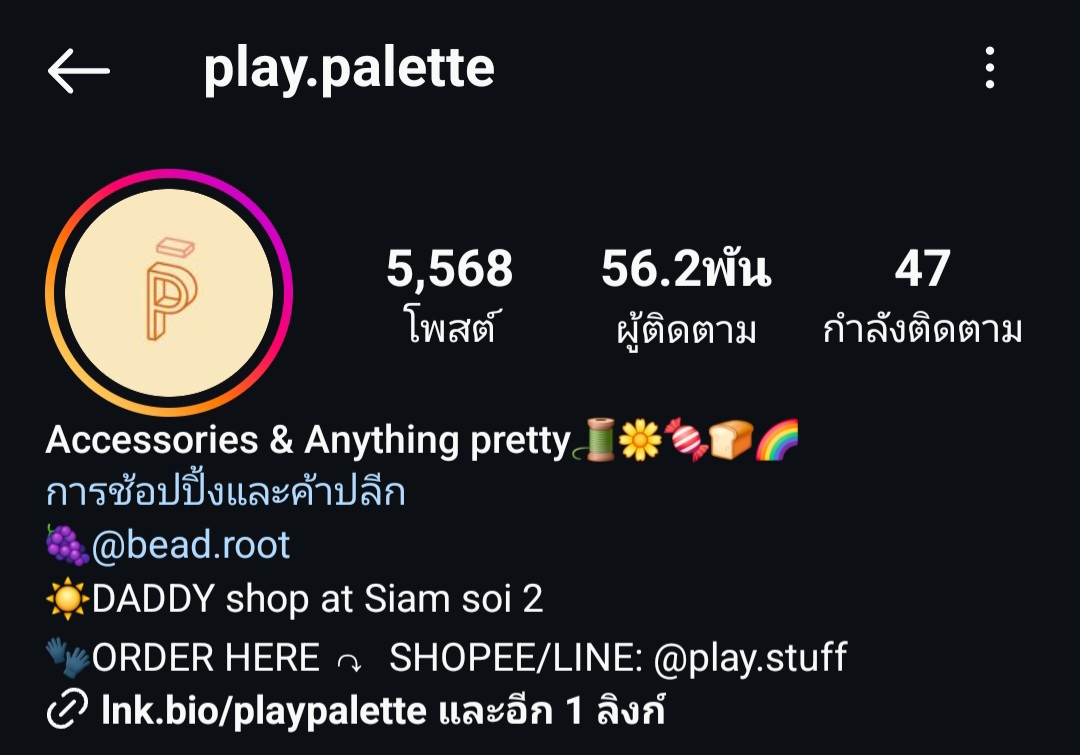 play.palette
5,568 56.2พัน 47
โพสต์ ผู้ติดตาม กำลังติดตาม
Accessories & Anything pretty🧵🌼🍬🍞🌈
การช้อปปิ้งและค้าปลีก
🍇@bead.root
☀️DADDY shop at Siam soi 2
🧤ORDER HERE ⤵ SHOPEE/LINE: @play.stuff
lnk.bio/playpalette และอีก 1 ลิงก์